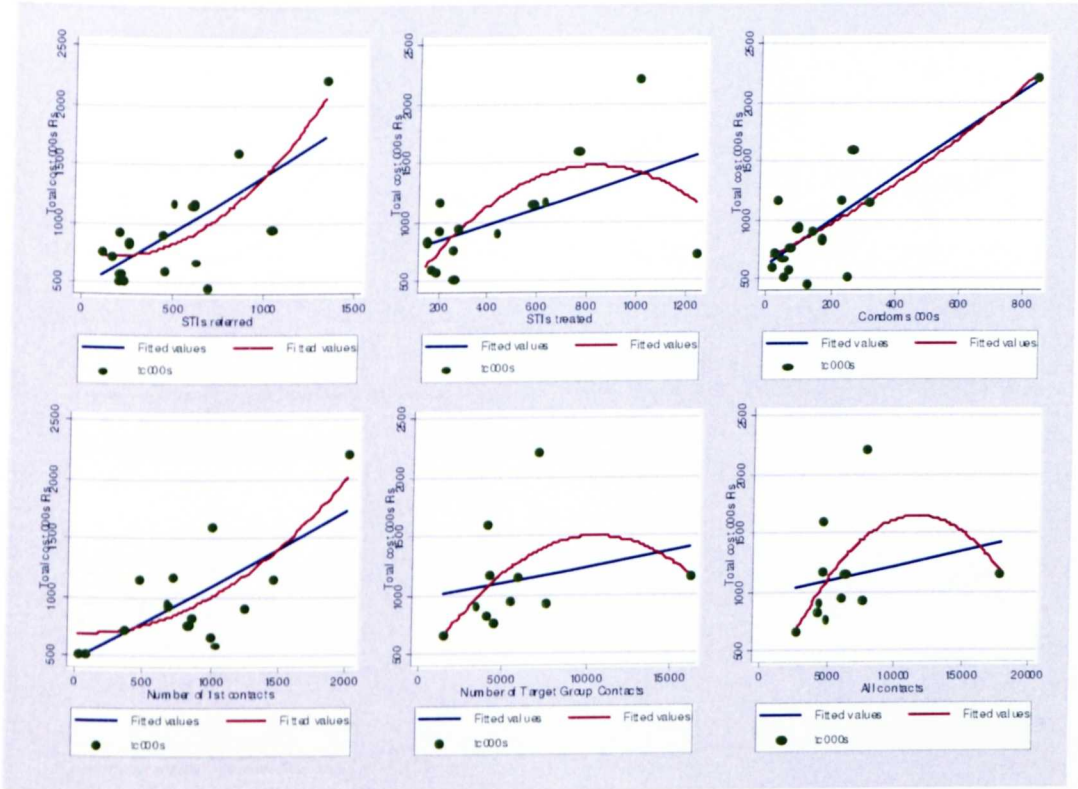 2500
2000
1500
1000
500
Total cost 000s Rs
0
500
1000
1500
STIs referred
Fitted values
Fitted values
tc000s
2500
2000
1500
1000
500
Total cost 000s Rs
200
400
600
800
1000
1200
STIs treated
Fitted values
Fitted values
tc000s
2500
2000
1500
1000
500
Total cost 000s Rs
0
200
400
600
800
Condoms 000s
Fitted values
Fitted values
tc000s
2500
2000
1500
1000
500
Total cost 000s Rs
0
500
1000
1500
2000
Number of 1st contacts
Fitted values
Fitted values
tc000s
2500
2000
1500
1000
500
Total cost 000s Rs
0
5000
10000
15000
Number of Target Group Contacts
Fitted values
Fitted values
tc000s
2500
2000
1500
1000
500
Total cost 000s Rs
0
5000
10000
15000
20000
All contacts
Fitted values
Fitted values
tc000s